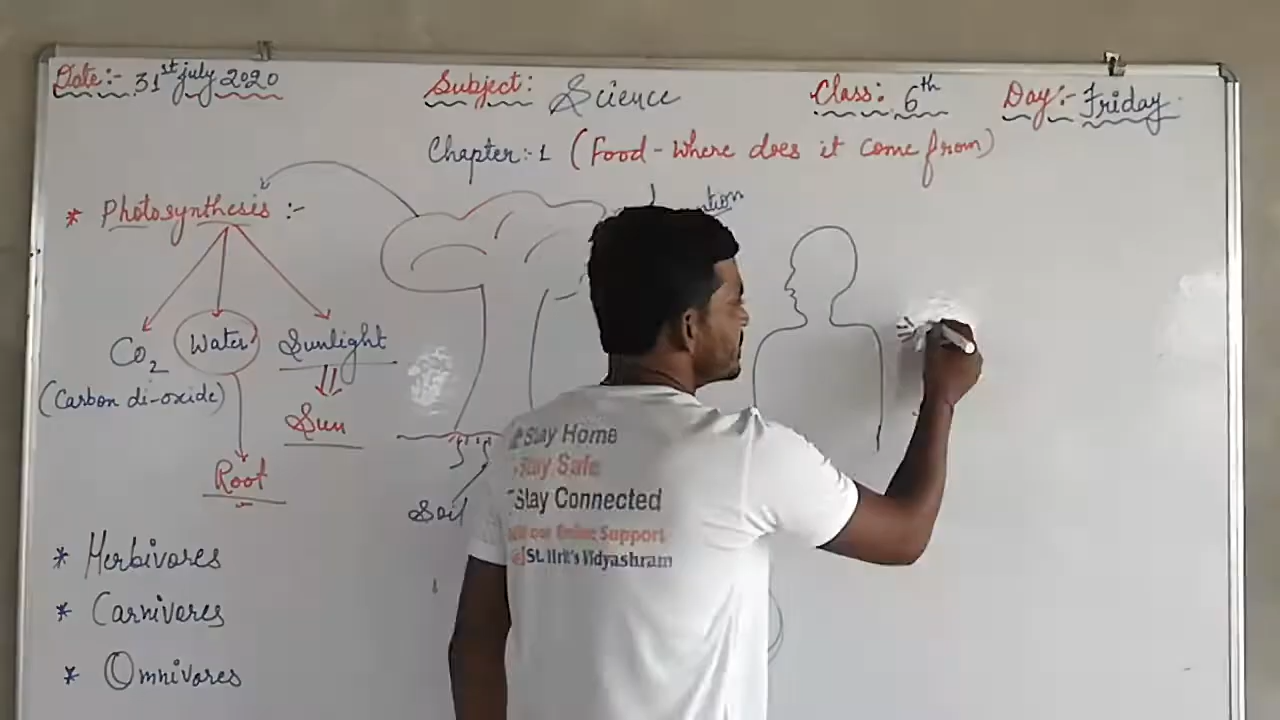 Date:- 31st July 2020
Subject: Science
Class: 6th
Day:- Friday
Chapter:-1 (Food - Where does it come from)
* Photosynthesis :-
CO2
Water
Sunlight
(Carbon di-oxide)
Sun
Root
Soil
* Herbivores
* Carnivores
* Omnivores
Stay Home
Stay Safe
Stay Connected
Support
Vidyashram